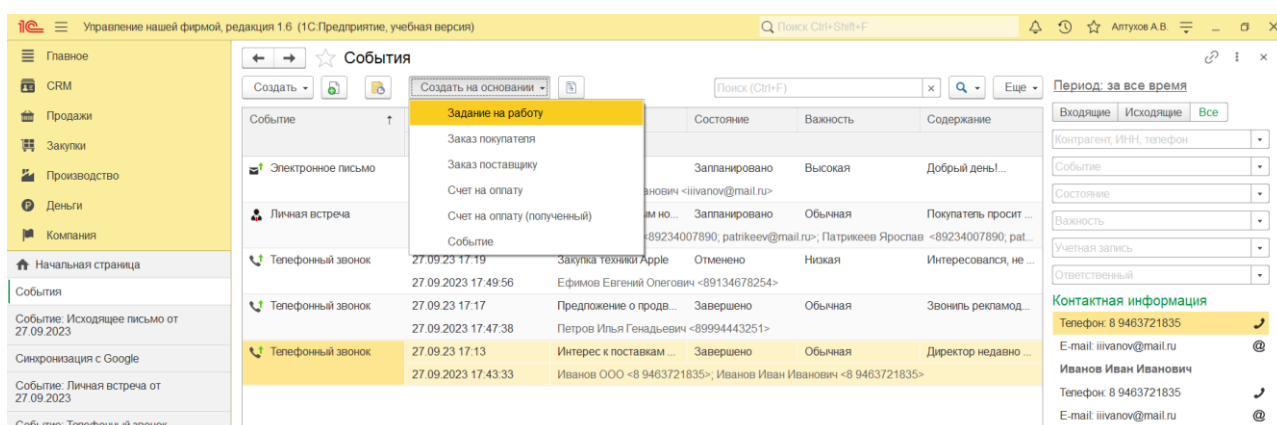 1С Управление нашей фирмой, редакция 1.6 (1С:Предприятие, учебная версия) Поиск Ctrl+Shift+F Аптухов А.В.
Главное
CRM
Продажи
Закупки
Производство
Деньги
Компания
Начальная страница
События
Событие: Исходящее письмо от
27.09.2023
Синхронизация с Google
Событие: Личная встреча от
27.09.2023
Событие: Телефонный звонок
События
Создать Создать на основании Поиск (Ctrl+F) Еще
Задание на работу
Заказ покупателя
Заказ поставщику
Счет на оплату
Счет на оплату (полученный)
Событие
Событие Состояние Важность Содержание
Электронное письмо Запланировано Высокая Добрый день!...
анович <iiivanov@mail.ru>
Личная встреча ым но... Запланировано Обычная Покупатель просит ...
<89234007890; patrikeev@mail.ru>; Патрикеев Ярослав <89234007890; pat...
Телефонный звонок 27.09.23 17:19 Закупка техники Apple Отменено Низкая Интересовался, не ...
27.09.2023 17:49:56 Ефимов Евгений Олегович <89134678254>
Телефонный звонок 27.09.23 17:17 Предложение о продв... Завершено Обычная Звонил рекламод...
27.09.2023 17:47:38 Петров Илья Генадьевич <89994443251>
Телефонный звонок 27.09.23 17:13 Интерес к поставкам ... Завершено Обычная Директор недавно ...
27.09.2023 17:43:33 Иванов ООО <8 9463721835>; Иванов Иван Иванович <8 9463721835>
Период: за все время
Входящие Исходящие Все
Контрагент, ИНН, телефон
Событие
Состояние
Важность
Учетная запись
Ответственный
Контактная информация
Телефон: 8 9463721835
E-mail: iiivanov@mail.ru
Иванов Иван Иванович
Телефон: 8 9463721835
E-mail: iiivanov@mail.ru